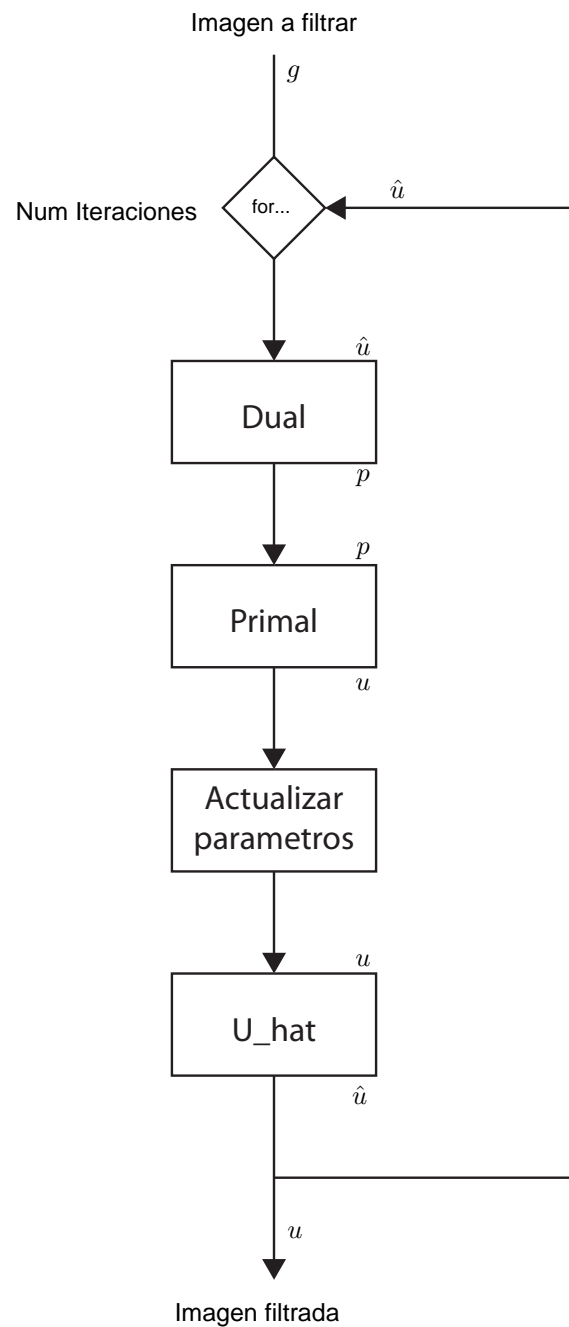 Imagen a filtrar
g
û
Num Iteraciones
for...
û
Dual
p
p
Primal
u
Actualizar
parametros
u
U_hat
û
u
Imagen filtrada